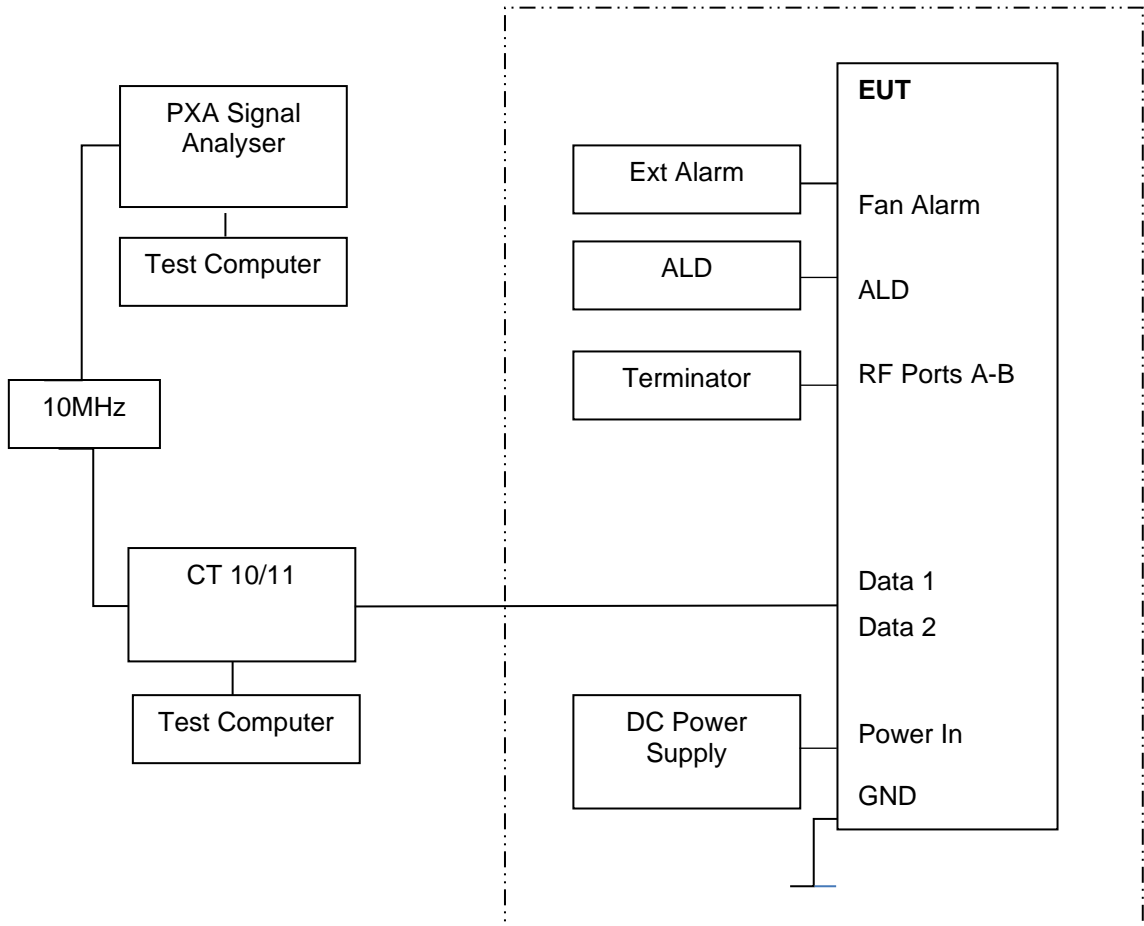 PXA Signal
Analyser
Test Computer
10MHz
CT 10/11
Test Computer
EUT
Ext Alarm
Fan Alarm
ALD
ALD
Terminator
RF Ports A-B
Data 1
Data 2
DC Power
Supply
Power In
GND